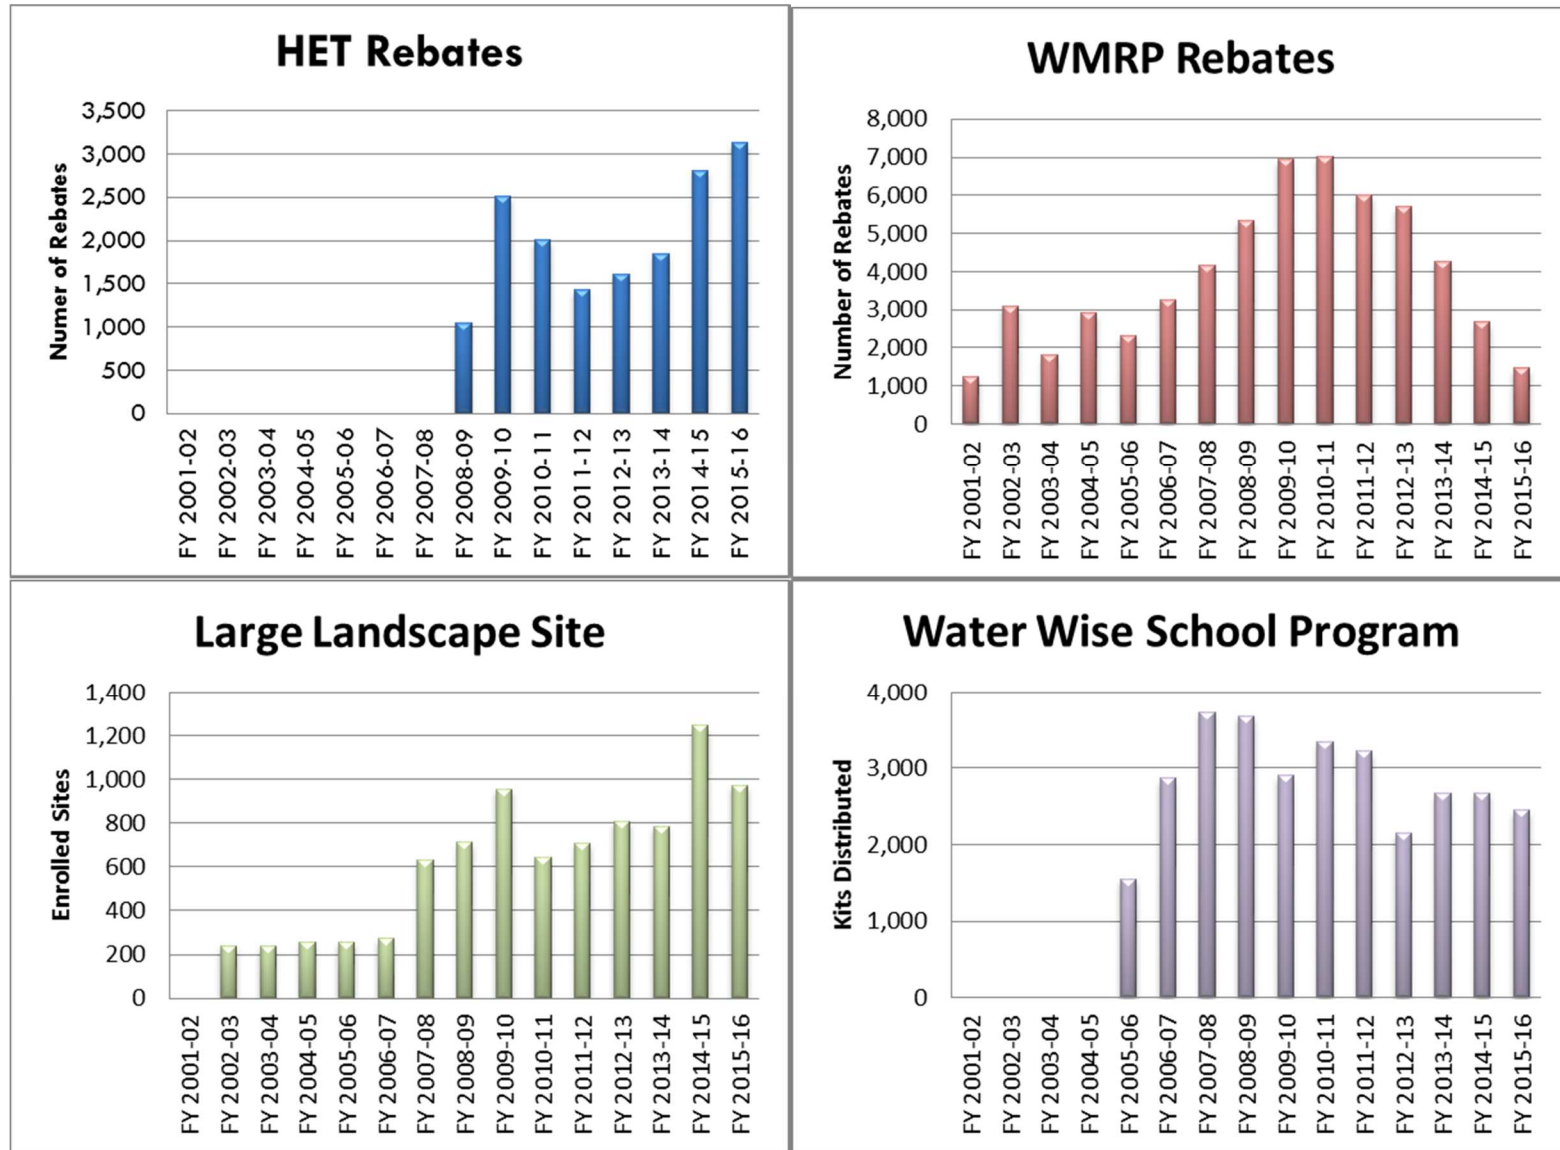 HET Rebates
Numer of Rebates
3,500
3,000
2,500
2,000
1,500
1,000
500
0
FY 2001-02
FY 2002-03
FY 2003-04
FY 2004-05
FY 2005-06
FY 2006-07
FY 2007-08
FY 2008-09
FY 2009-10
FY 2010-11
FY 2011-12
FY 2012-13
FY 2013-14
FY 2014-15
FY 2015-16
WMRP Rebates
Number of Rebates
8,000
7,000
6,000
5,000
4,000
3,000
2,000
1,000
0
FY 2001-02
FY 2002-03
FY 2003-04
FY 2004-05
FY 2005-06
FY 2006-07
FY 2007-08
FY 2008-09
FY 2009-10
FY 2010-11
FY 2011-12
FY 2012-13
FY 2013-14
FY 2014-15
FY 2015-16
Large Landscape Site
Enrolled Sites
1,400
1,200
1,000
800
600
400
200
0
FY 2001-02
FY 2002-03
FY 2003-04
FY 2004-05
FY 2005-06
FY 2006-07
FY 2007-08
FY 2008-09
FY 2009-10
FY 2010-11
FY 2011-12
FY 2012-13
FY 2013-14
FY 2014-15
FY 2015-16
Water Wise School Program
Kits Distributed
4,000
3,000
2,000
1,000
0
FY 2001-02
FY 2002-03
FY 2003-04
FY 2004-05
FY 2005-06
FY 2006-07
FY 2007-08
FY 2008-09
FY 2009-10
FY 2010-11
FY 2011-12
FY 2012-13
FY 2013-14
FY 2014-15
FY 2015-16